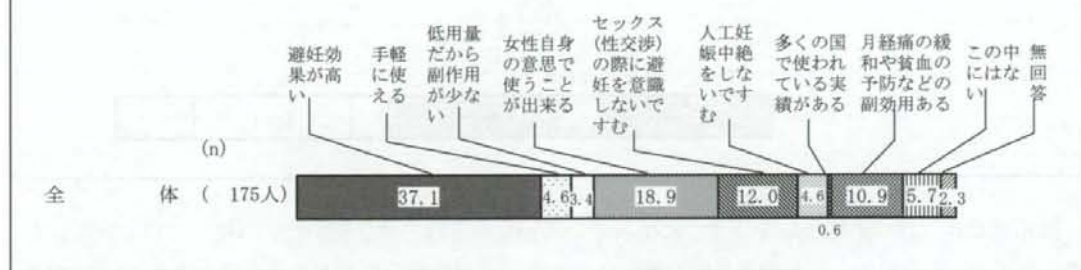 避妊効
果が高
い
手軽
に使
える
低用量
だから
副作用
が少な
い
女性自身
の意思で
使うこと
が出来る
セックス
(性交渉)
の際に避
妊を意識
しないで
すむ
人工妊
娠中絶
をしな
いです
む
多くの国
で使われ
ている実
績がある
月経痛の緩
和や貧血の
予防などの
副効用ある
この中
にはな
い
無
回
答
(n)
全 体 ( 175人) 37.1 4.6 3.4 18.9 12.0 4.6 10.9 5.7 2.3
0.6